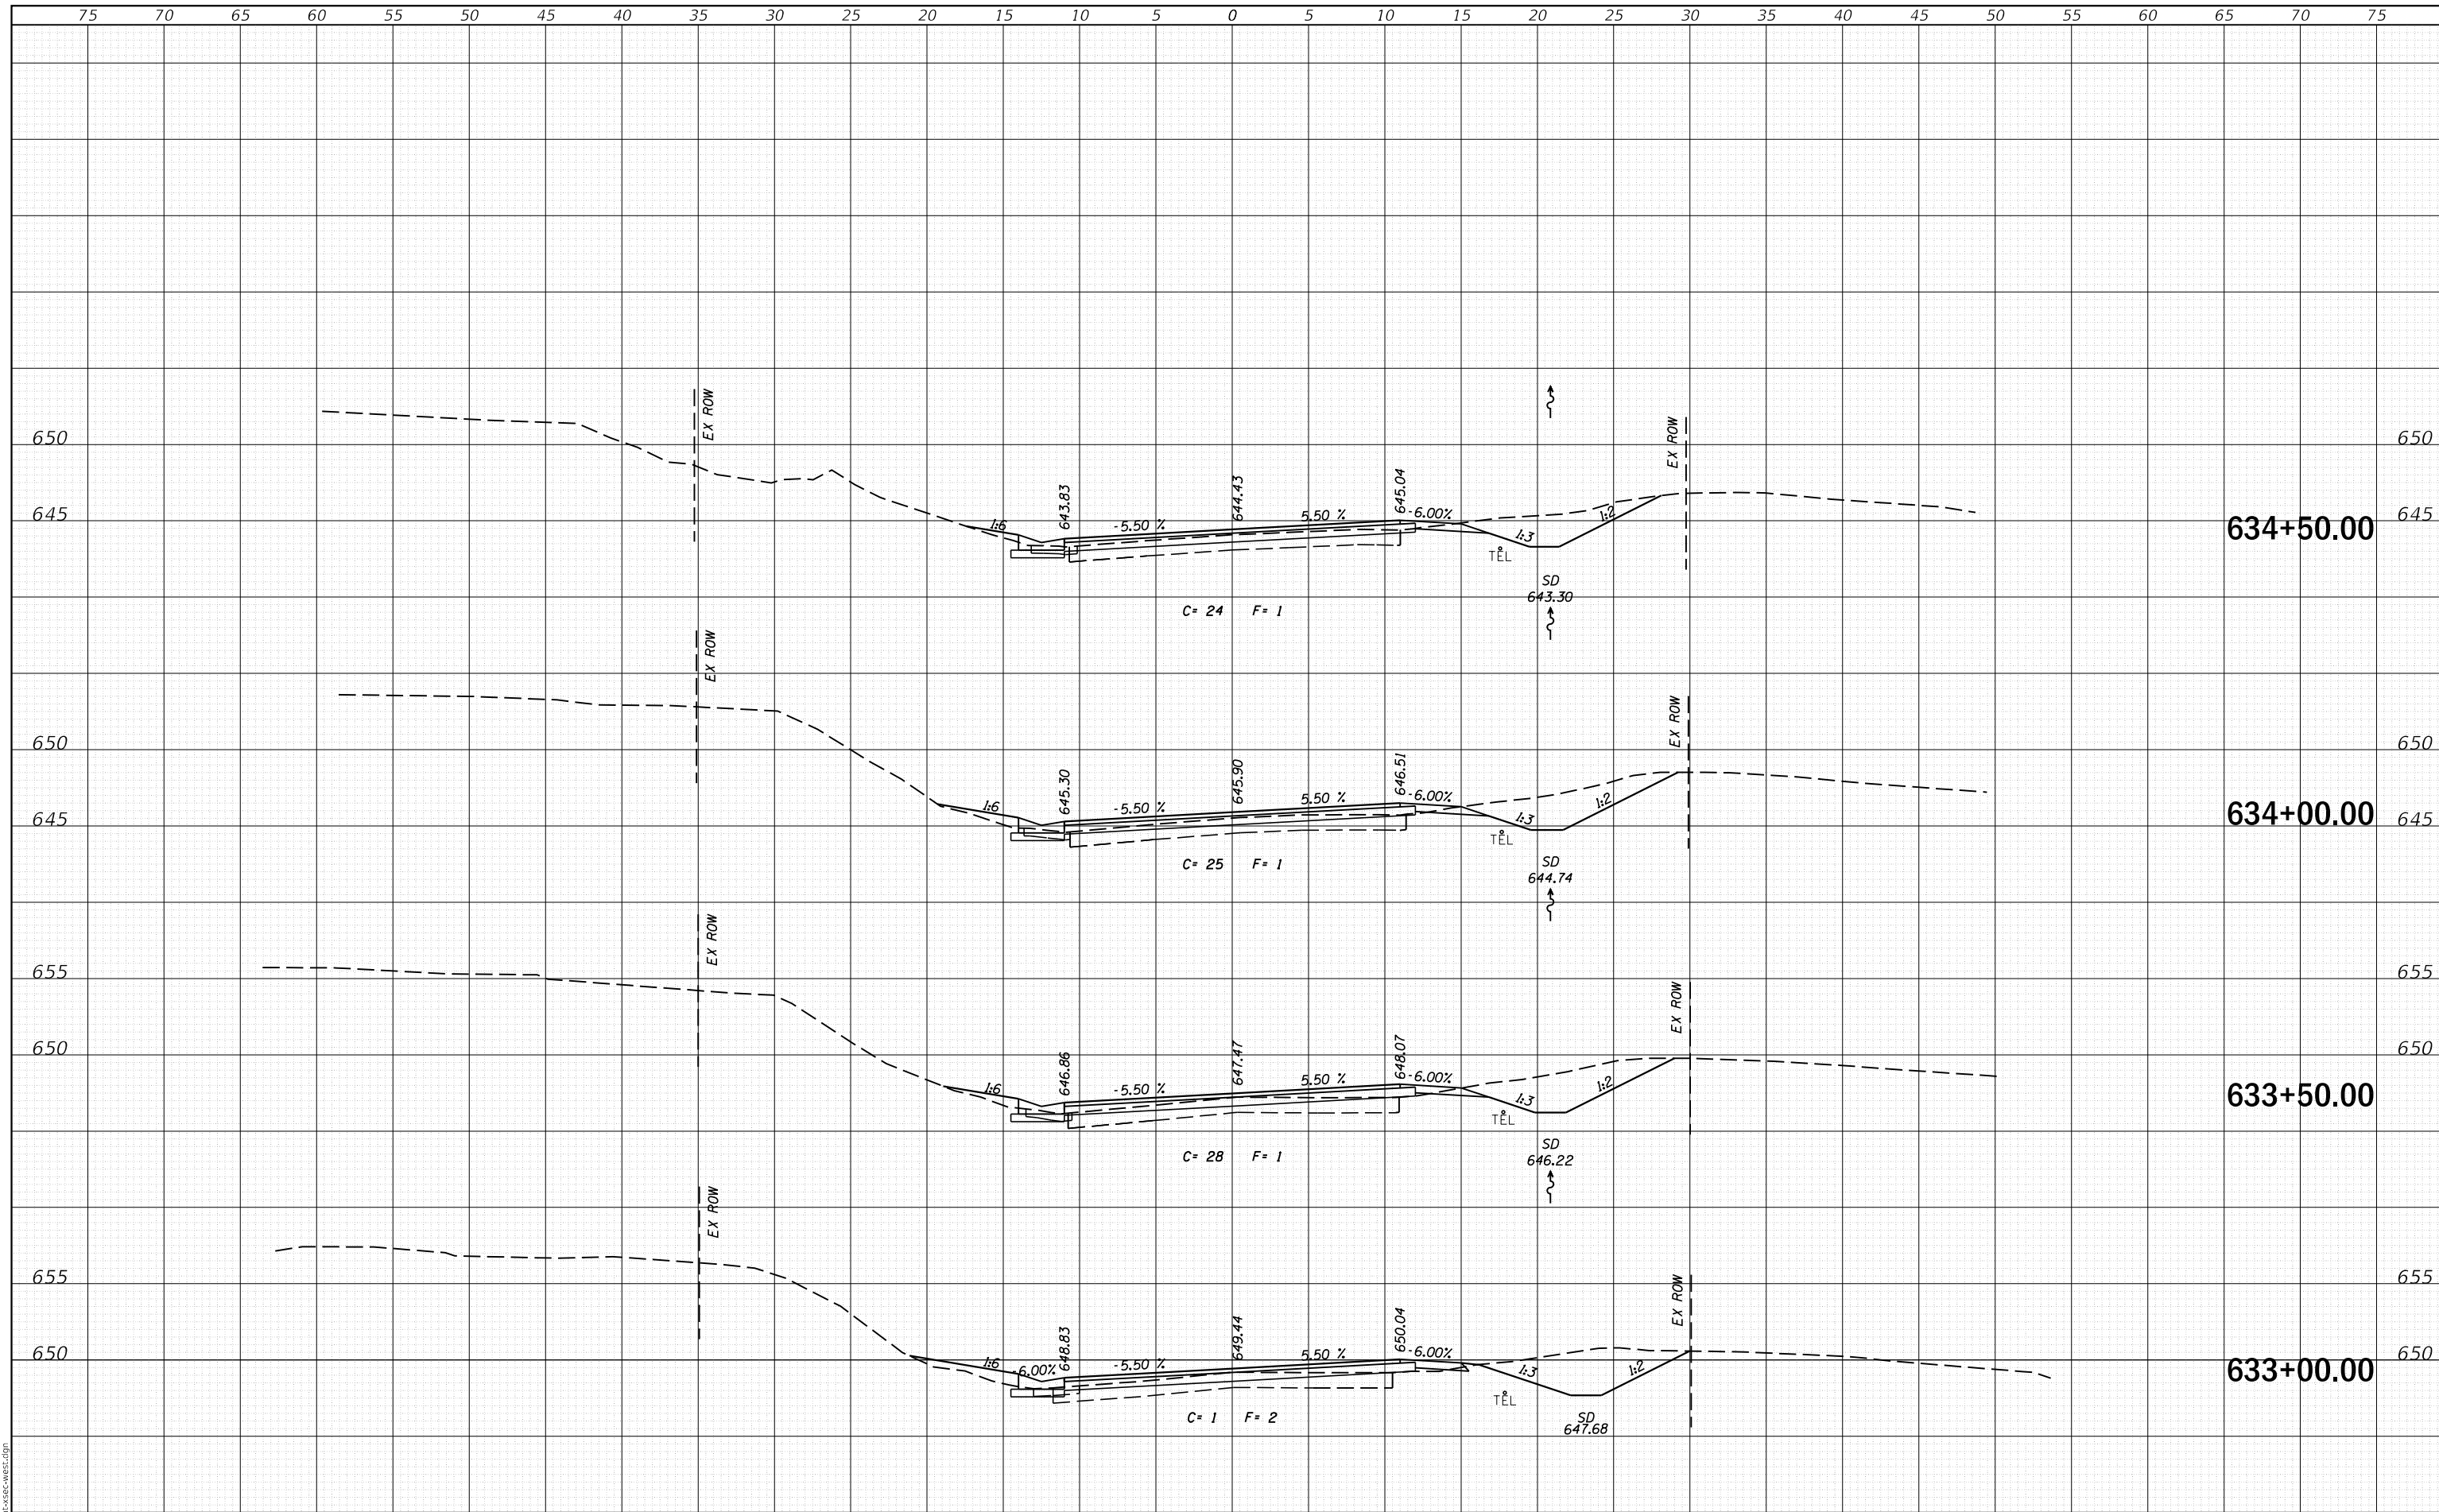 75 70 65 60 55 50 45 40 35 30 25 20 15 10 5 0 5 10 15 20 25 30 35 40 45 50 55 60 65 70 75
EX ROW
EX ROW
650 650
643.83 644.43 645.04
1:6 -5.50 % 5.50 % -6.00% 1:3 1:2
645 645
634+50.00
TEL
SD
643.30
C= 24 F= 1
EX ROW
EX ROW
650 650
645.30 645.90 646.51
1:6 -5.50 % 5.50 % -6.00% 1:3 1:2
645 645
634+00.00
TEL
SD
644.74
C= 25 F= 1
EX ROW
655 655
EX ROW
650 650
646.86 647.47 648.07
1:6 -5.50 % 5.50 % -6.00% 1:3 1:2
633+50.00
TEL
SD
646.22
C= 28 F= 1
EX ROW
655 655
EX ROW
650 650
648.83 649.44 650.04
1:6 -6.00% -5.50 % 5.50 % -6.00% 1:3 1:2
633+00.00
TEL
SD
647.68
C= 1 F= 2
t-xsec-west.dgn